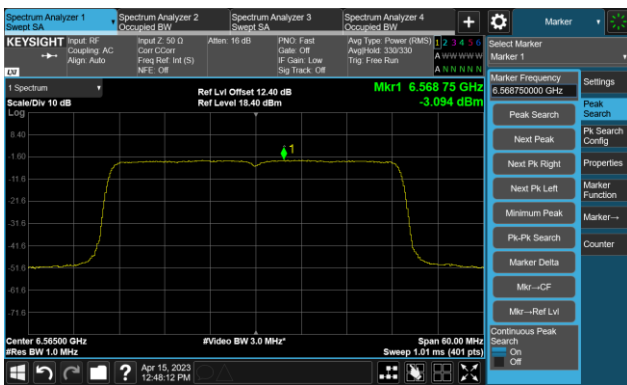 Spectrum Analyzer 1
Swept SA
Spectrum Analyzer 2
Occupied BW
Spectrum Analyzer 3
Swept SA
Spectrum Analyzer 4
Occupied BW
+
Marker
KEYSIGHT
Input: RF
Coupling: AC
Align: Auto
Input Z: 50 Ω
Corr CCorr
Freq Ref: Int (S)
NFE: Off
Atten: 16 dB
PNO: Fast
Gate: Off
IF Gain: Low
Sig Track: Off
Avg Type: Power (RMS)
Avg|Hold: 330/330
Trig: Free Run
1 2 3 4 5 6
A W W W W W
A N N N N N
LXI
Select Marker
Marker 1
1 Spectrum
Scale/Div 10 dB
Log
Ref Lvl Offset 12.40 dB
Ref Level 18.40 dBm
Mkr1 6.568 75 GHz
-3.094 dBm
8.40
-1.60
-11.6
-21.6
-31.6
-41.6
-51.6
-61.6
-71.6
1
Center 6.56500 GHz
#Res BW 1.0 MHz
#Video BW 3.0 MHz*
Span 60.00 MHz
Sweep 1.01 ms (401 pts)
Marker Frequency
6.568750000 GHz
Peak Search
Next Peak
Next Pk Right
Next Pk Left
Minimum Peak
Pk-Pk Search
Marker Delta
Mkr→CF
Mkr→Ref Lvl
Continuous Peak
Search
On
Off
Settings
Peak
Search
Pk Search
Config
Properties
Marker
Function
Marker→
Counter
?
Apr 15, 2023
12:48:12 PM